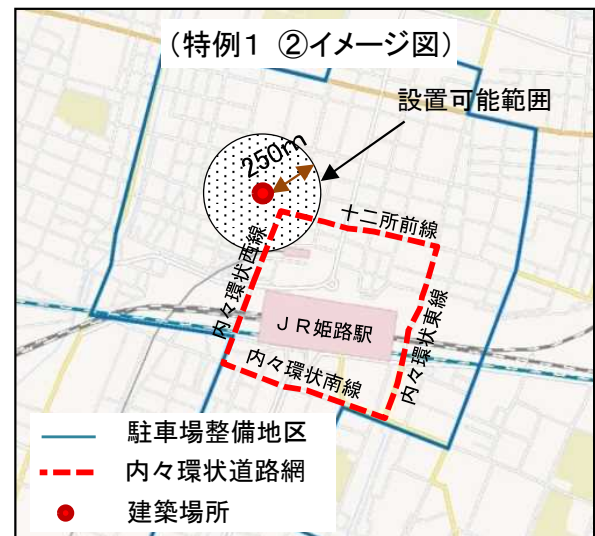 （特例1 ②イメージ図）
設置可能範囲
250m
十二所前線
内々環状西線
ＪＲ姫路駅
内々環状東線
内々環状南線
駐車場整備地区
内々環状道路網
建築場所